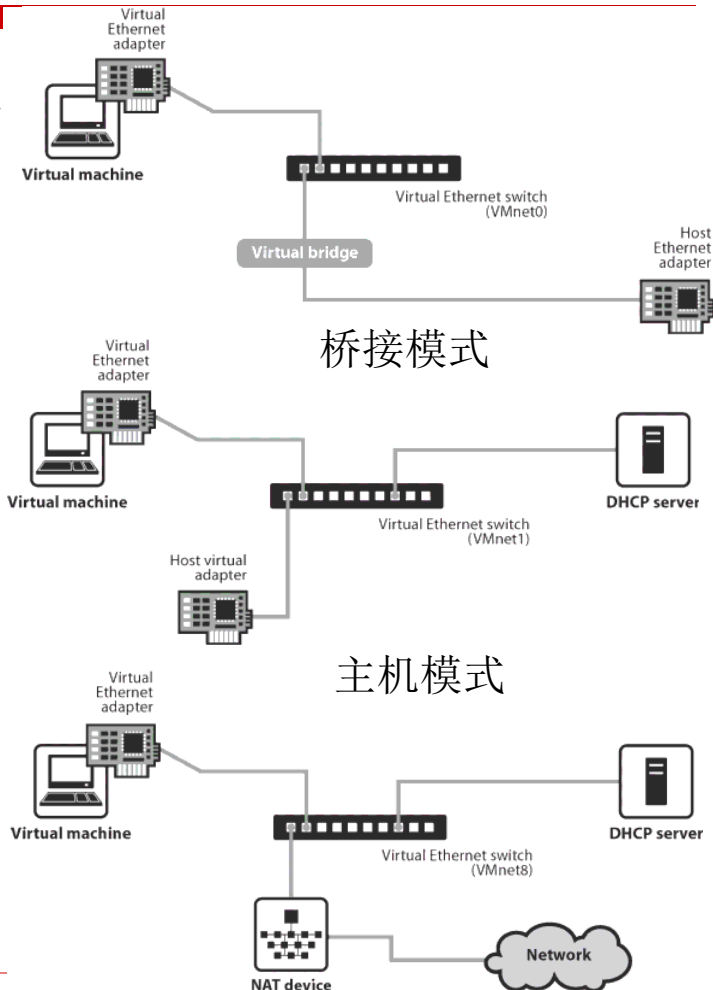 Virtual
Ethernet
adapter
Virtual machine
Virtual Ethernet switch
(VMnet0)
Virtual bridge
Host
Ethernet
adapter
桥接模式
Virtual
Ethernet
adapter
Virtual machine
DHCP server
Virtual Ethernet switch
(VMnet1)
Host virtual
adapter
主机模式
Virtual
Ethernet
adapter
Virtual machine
DHCP server
Virtual Ethernet switch
(VMnet8)
Network
NAT device